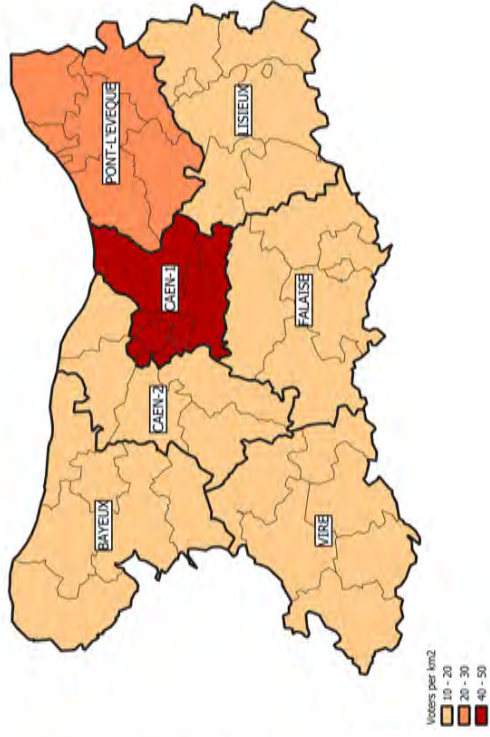 PONT-L'EVEQUE
LISIEUX
CAEN-1
FALAISE
CAEN-2
BAYEUX
VIRE
Voters per km2
10 - 20
20 - 30
40 - 50